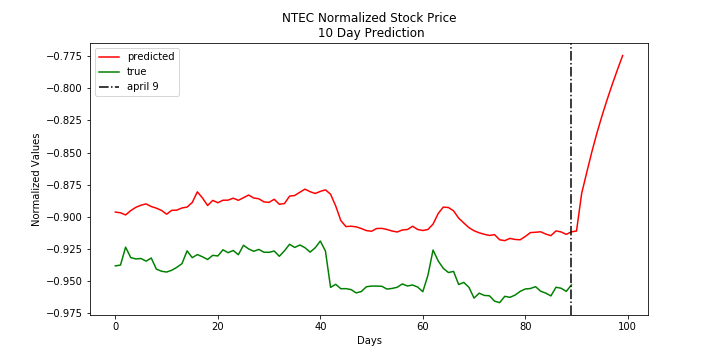 NTEC Normalized Stock Price
10 Day Prediction
Normalized Values
−0.775
−0.800
−0.825
−0.850
−0.875
−0.900
−0.925
−0.950
−0.975
predicted
true
april 9
0 20 40 60 80 100
Days